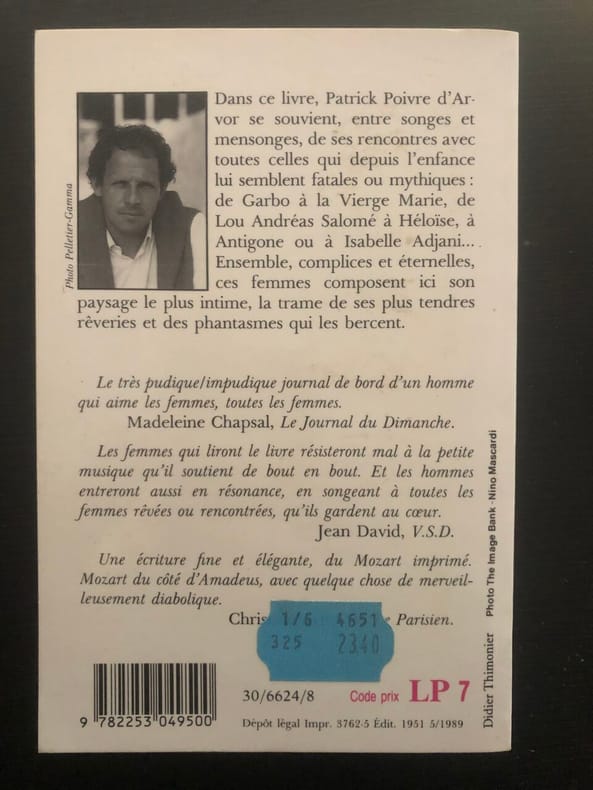 Dans ce livre, Patrick Poivre d'Ar-
vor se souvient, entre songes et
mensonges, de ses rencontres avec
toutes celles qui depuis l'enfance
lui semblent fatales ou mythiques :
de Garbo à la Vierge Marie, de
Lou Andréas Salomé à Héloïse, à
Antigone ou à Isabelle Adjani...
Ensemble, complices et éternelles,
ces femmes composent ici son
paysage le plus intime, la trame de ses plus tendres
rêveries et des phantasmes qui les bercent.
Photo Pelletier-Gamma
Le très pudique/impudique journal de bord d'un homme
qui aime les femmes, toutes les femmes.
Madeleine Chapsal, Le Journal du Dimanche.
Les femmes qui liront le livre résisteront mal à la petite
musique qu'il soutient de bout en bout. Et les hommes
entreront aussi en résonance, en songeant à toutes les
femmes rêvées ou rencontrées, qu'ils gardent au cœur.
Jean David, V.S.D.
Une écriture fine et élégante, du Mozart imprimé.
Mozart du côté d'Amadeus, avec quelque chose de merveil-
leusement diabolique.
Chris Parisien.
1/6 4651
325 2340
9 782253 049500
30/6624/8 Code prix LP 7
Dépôt légal Impr. 3762-5 Édit. 1951 5/1989
Didier Thimonier Photo The Image Bank - Nino Mascardi